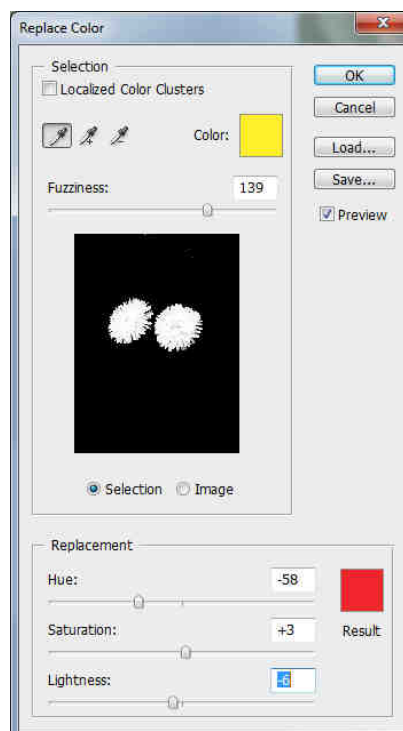 Replace Color
Selection
Localized Color Clusters
Color:
Fuzziness: 139
Selection Image
OK
Cancel
Load...
Save...
Preview
Replacement
Hue: -58
Saturation: +3 Result
Lightness: -6